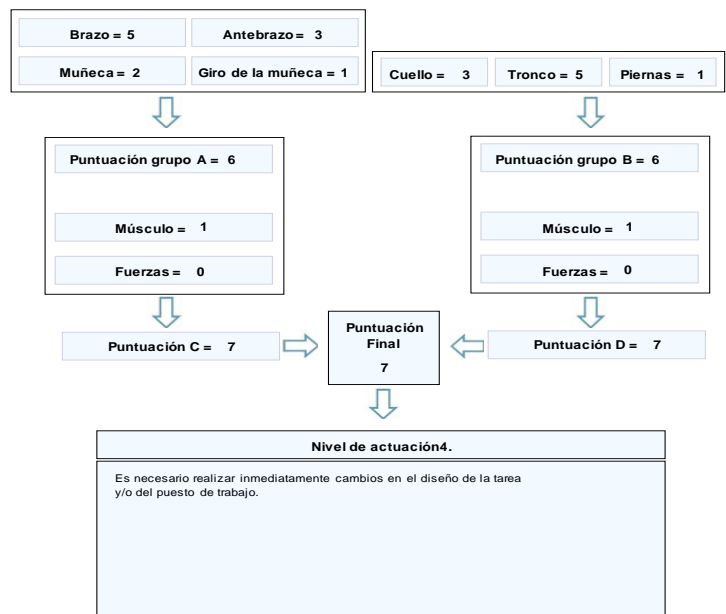 Brazo = 5
Antebrazo = 3
Muñeca = 2
Giro de la muñeca = 1
Cuello = 3
Tronco = 5
Piernas = 1
Puntuación grupo A = 6
Músculo = 1
Fuerzas = 0
Puntuación grupo B = 6
Músculo = 1
Fuerzas = 0
Puntuación C = 7
Puntuación
Final
7
Puntuación D = 7
Nivel de actuación4.
Es necesario realizar inmediatamente cambios en el diseño de la tarea
y/o del puesto de trabajo.